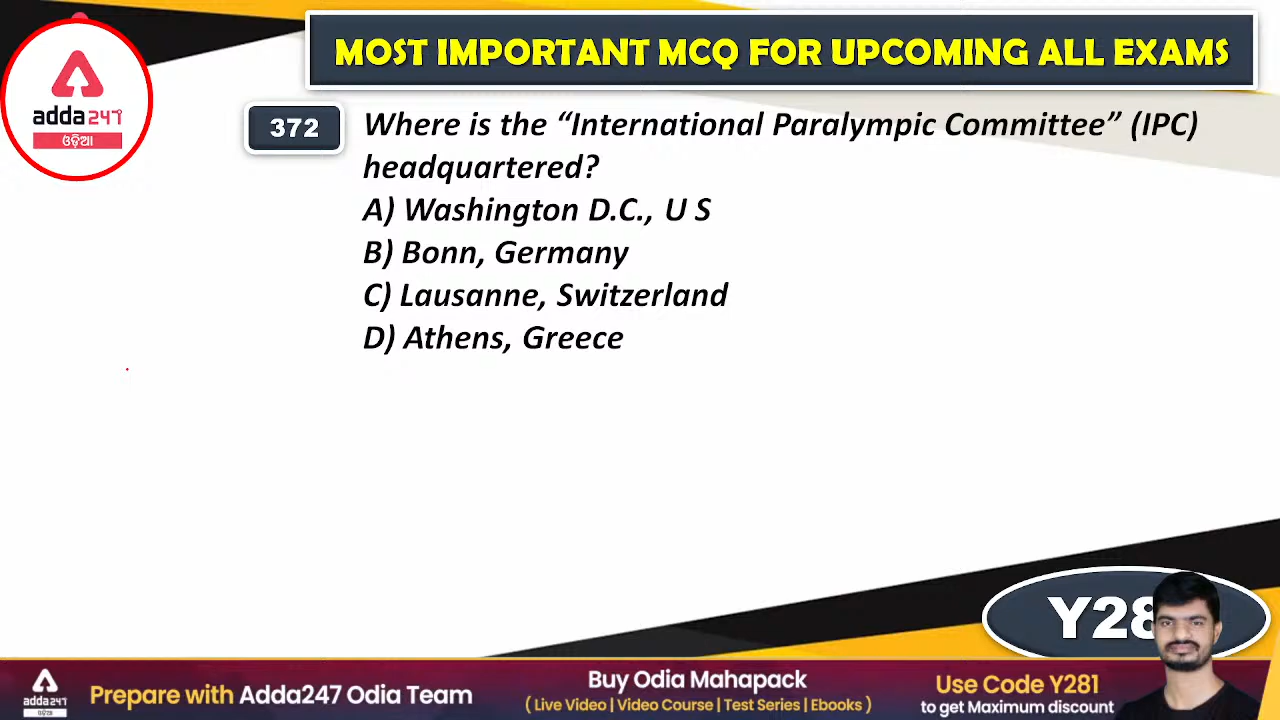 MOST IMPORTANT MCQ FOR UPCOMING ALL EXAMS
adda247
ଓଡ଼ିଆ
372
Where is the “International Paralympic Committee” (IPC)
headquartered?
A) Washington D.C., U S
B) Bonn, Germany
C) Lausanne, Switzerland
D) Athens, Greece
Y28
adda247
ଓଡ଼ିଆ
Prepare with Adda247 Odia Team
Buy Odia Mahapack
( Live Video | Video Course | Test Series | Ebooks )
Use Code Y281
to get Maximum discount